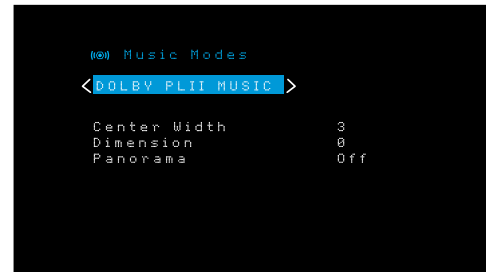 Music Modes
DOLBY PLII MUSIC
Center Width 3
Dimension 0
Panorama Off